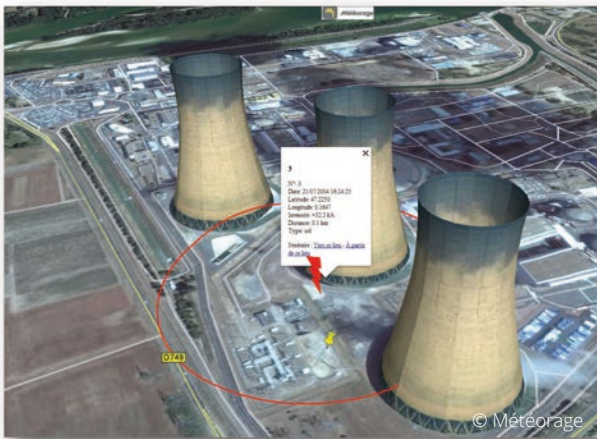 Météorage
3
N°: 3
Date: 21/07/2004 16:24:25
Latitude: 47.2250
Longitude: 0.1647
Intensité: +32.2 kA
Distance: 0.1 km
Type: sol
Itinéraire : Vers ce lieu - À partir
de ce lieu
D749
© Météorage